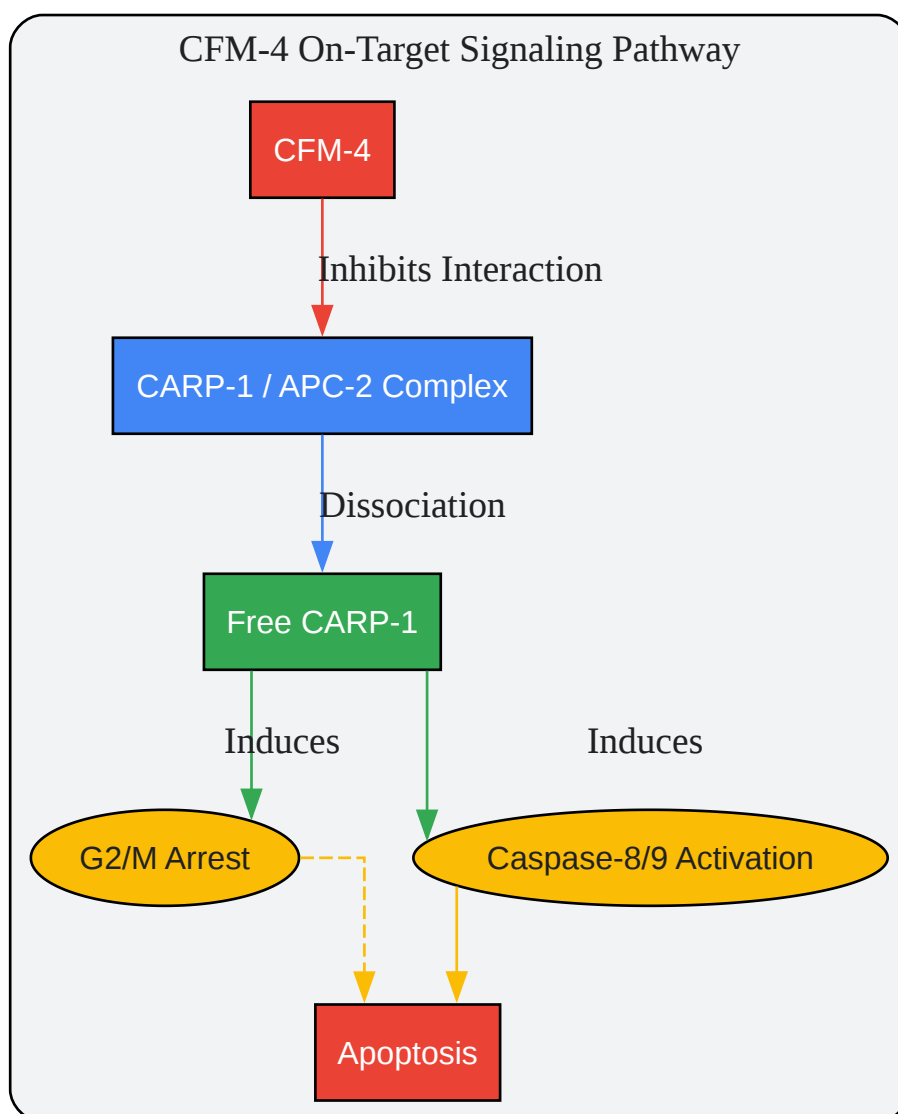 CFM-4 On-Target Signaling Pathway
CFM-4
Inhibits Interaction
CARP-1 / APC-2 Complex
Dissociation
Free CARP-1
Induces
Induces
G2/M Arrest
Caspase-8/9 Activation
Apoptosis